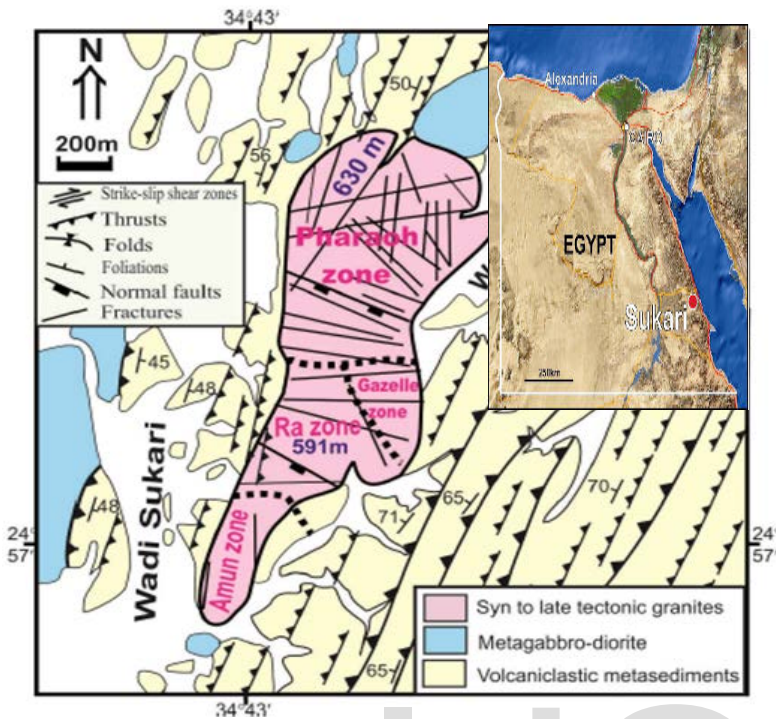 34°43'
N
200m
50
56
630 m
Strike-slip shear zones
Thrusts
Folds
Foliations
Normal faults
Fractures
Pharaoh
zone
W
Alexandria
CAIRO
EGYPT
Sukari
250km
45
48
Gazelle
zone
Ra zone
591m
48
65
70
71
24°
57'
24°
57'
Wadi Sukari
Amun zone
65
Syn to late tectonic granites
Metagabbro-diorite
Volcaniclastic metasediments
34°43'